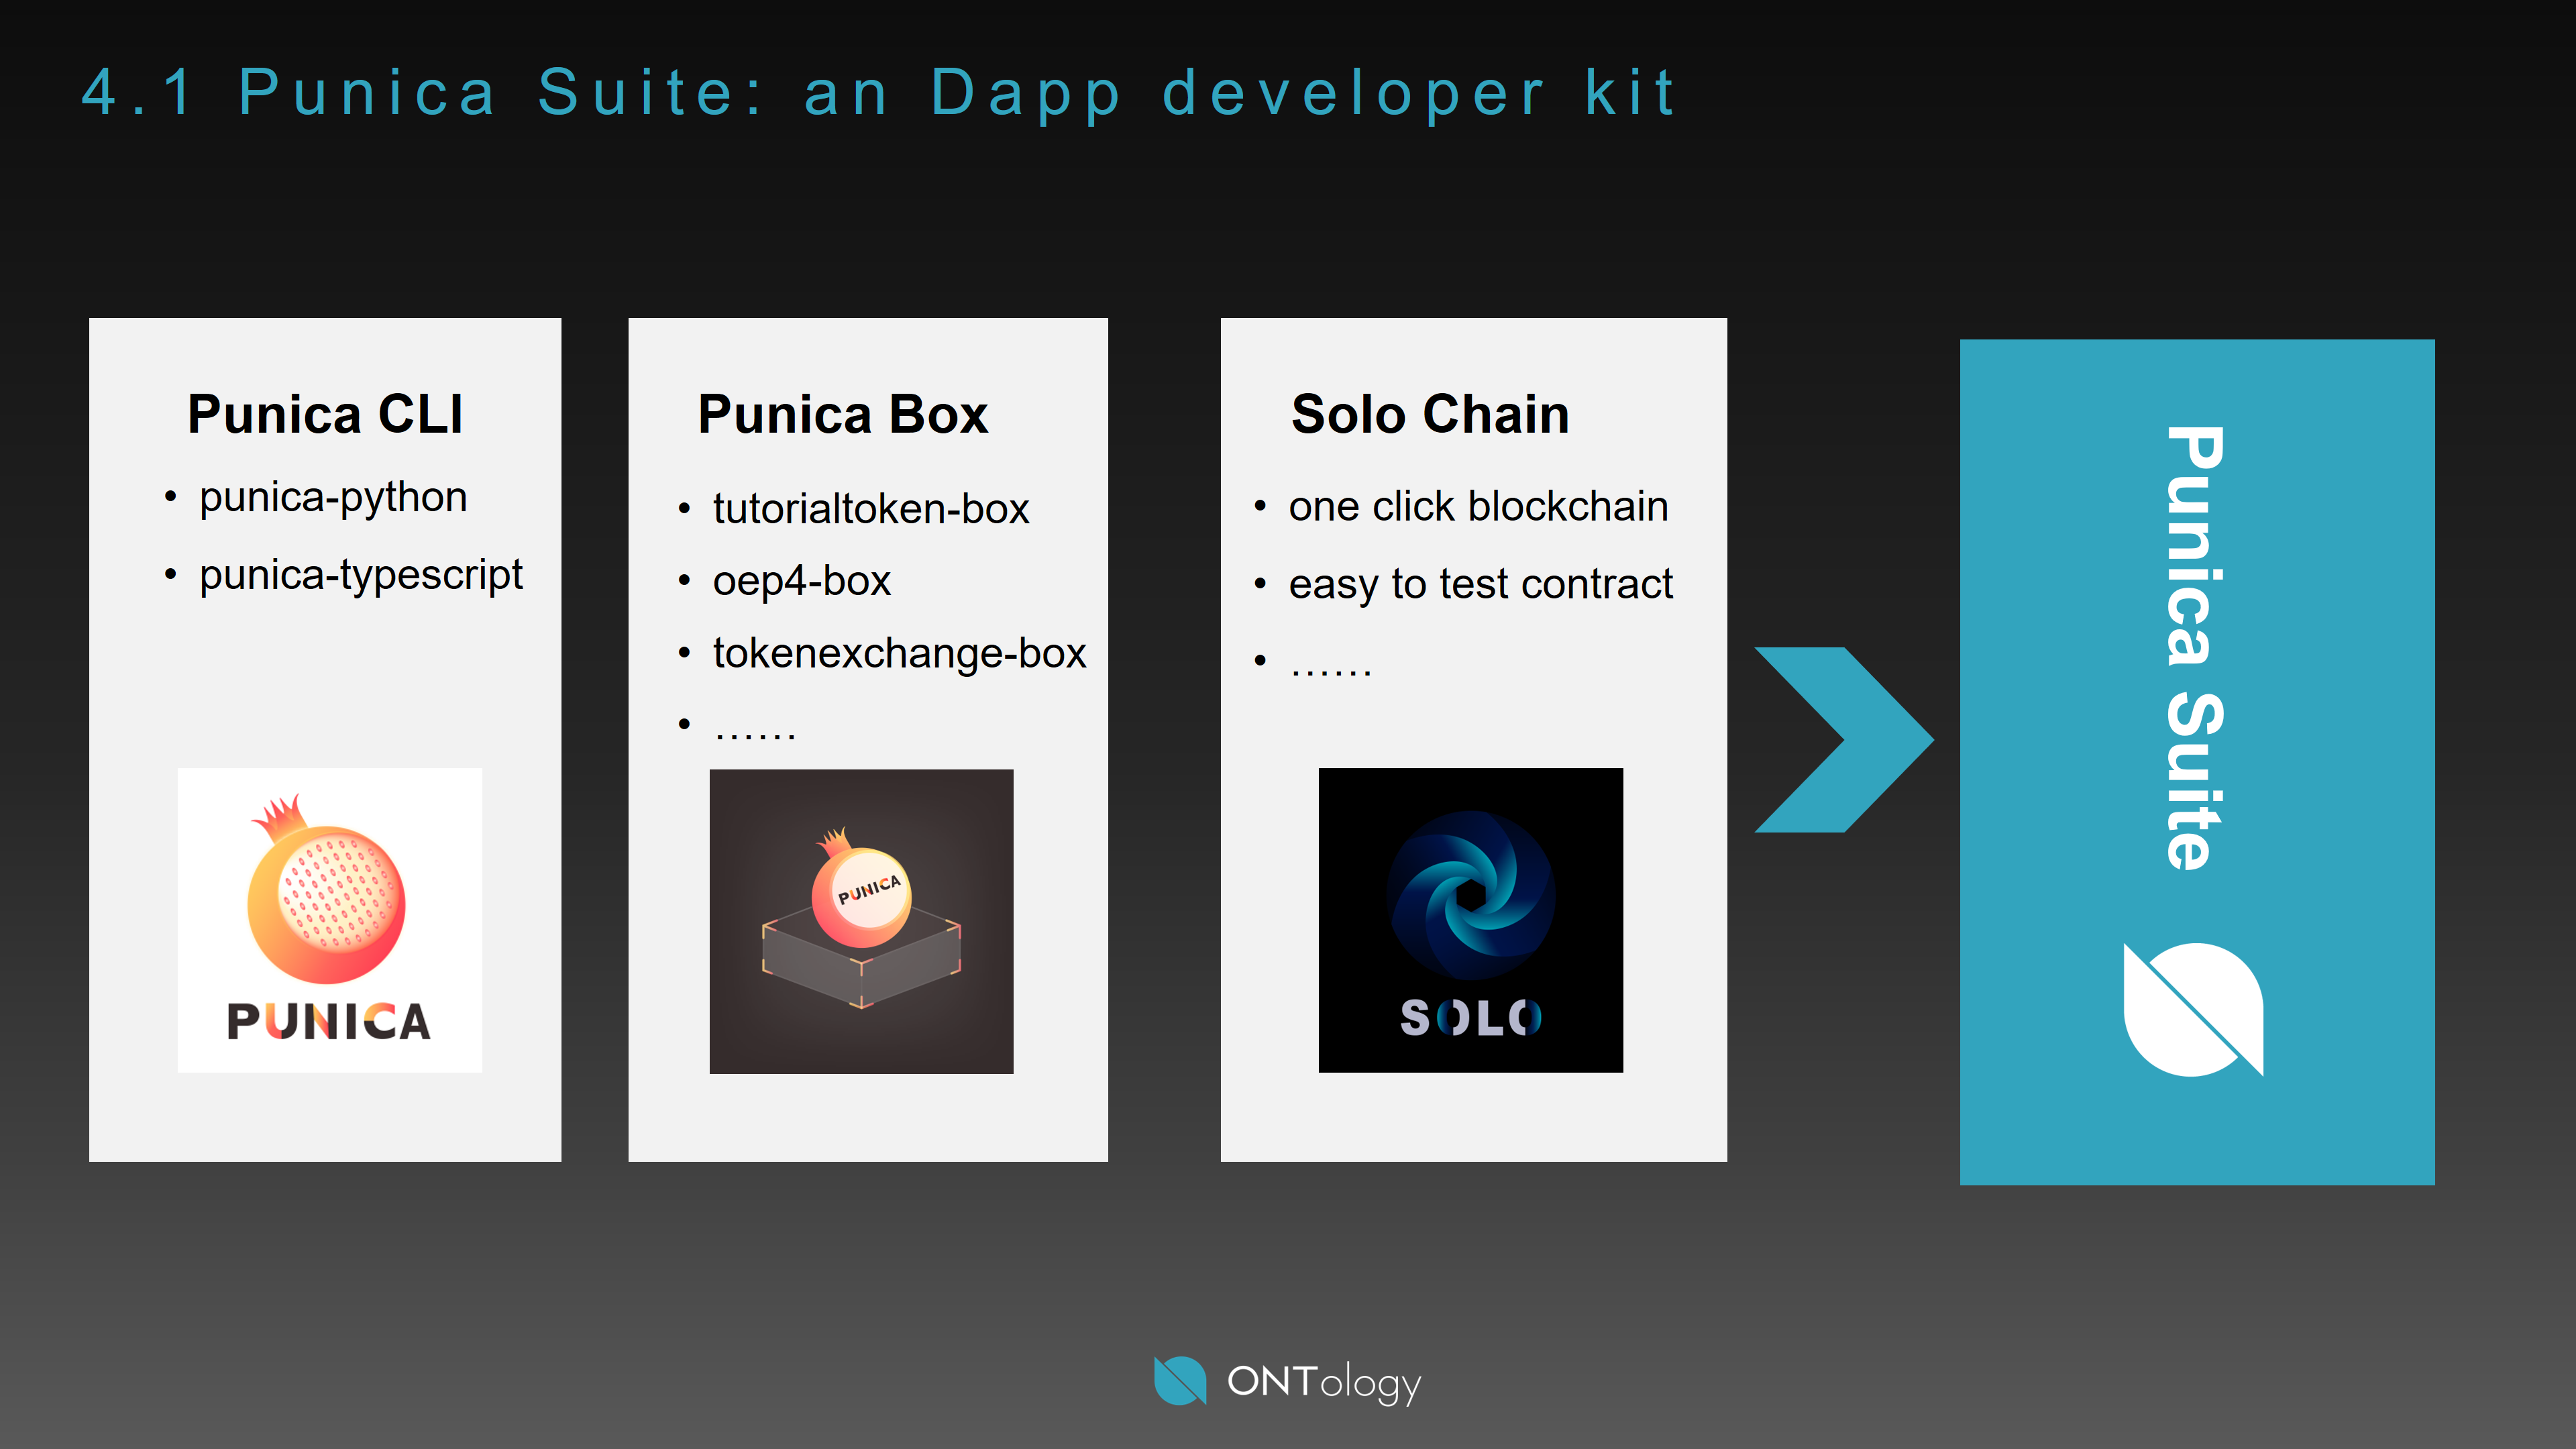 4.1 Punica Suite: an Dapp developer kit
Punica CLI
• punica-python
• punica-typescript
PUNICA
Punica Box
• tutorialtoken-box
• oep4-box
• tokenexchange-box
• ......
PUNICA
Solo Chain
• one click blockchain
• easy to test contract
• ......
SOLO
Punica Suite
ONTology